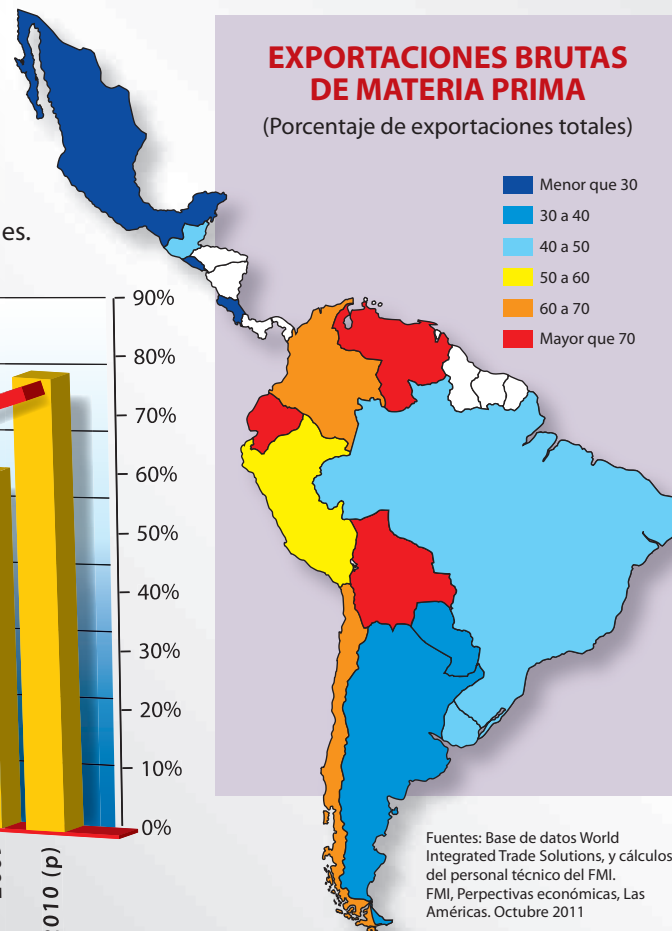 EXPORTACIONES BRUTAS
DE MATERIA PRIMA
(Porcentaje de exportaciones totales)
Menor que 30
30 a 40
40 a 50
50 a 60
60 a 70
Mayor que 70
es.
90%
80%
70%
60%
50%
40%
30%
20%
10%
0%
2010 (p)
Fuentes: Base de datos World
Integrated Trade Solutions, y cálculos
del personal técnico del FMI.
FMI, Perpectivas económicas, Las
Américas. Octubre 2011